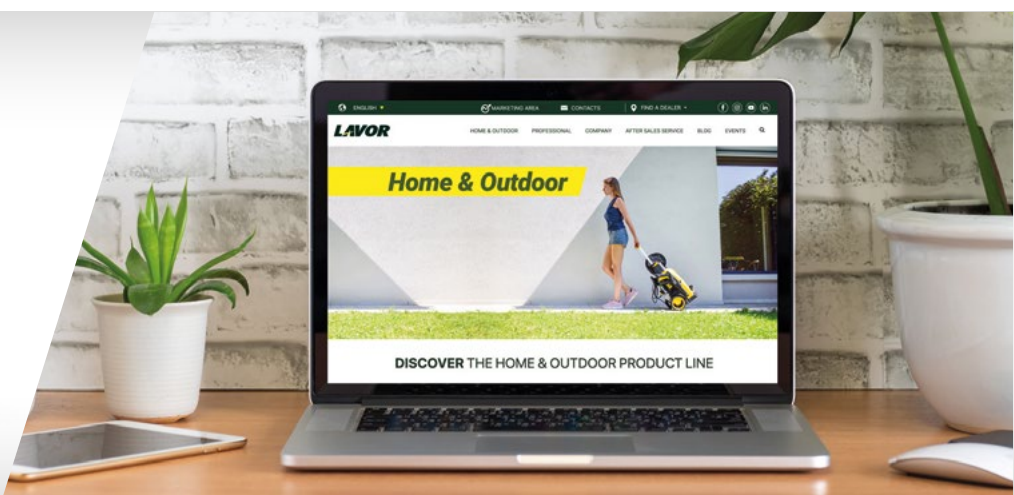 ENGLISH
MARKETING AREA
CONTACTS
FIND A DEALER
LAVOR
HOME & OUTDOOR PROFESSIONAL COMPANY AFTER SALES SERVICE BLOG EVENTS
Home & Outdoor
DISCOVER THE HOME & OUTDOOR PRODUCT LINE